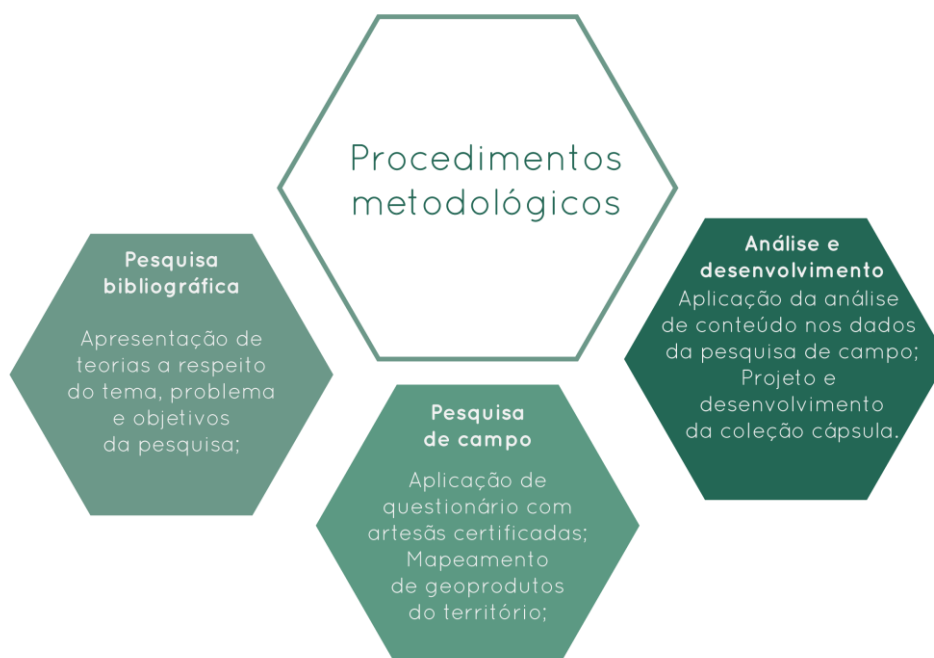 Procedimentos
metodológicos
Pesquisa
bibliográfica
Apresentação de
teorias a respeito
do tema, problema
e objetivos
da pesquisa;
Pesquisa
de campo
Aplicação de
questionário com
artesãs certificadas;
Mapeamento
de geoprodutos
do território;
Análise e
desenvolvimento
Aplicação da análise
de conteúdo nos dados
da pesquisa de campo;
Projeto e
desenvolvimento
da coleção cápsula.